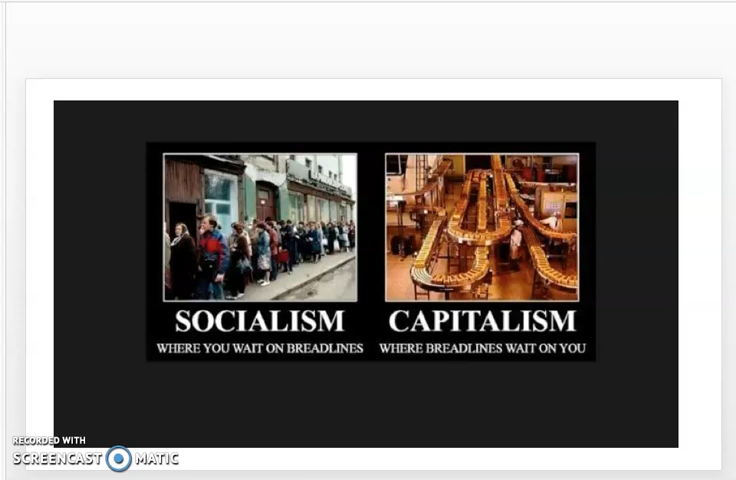 SOCIALISM
WHERE YOU WAIT ON BREADLINES
CAPITALISM
WHERE BREADLINES WAIT ON YOU
RECORDED WITH
SCREENCAST MATIC